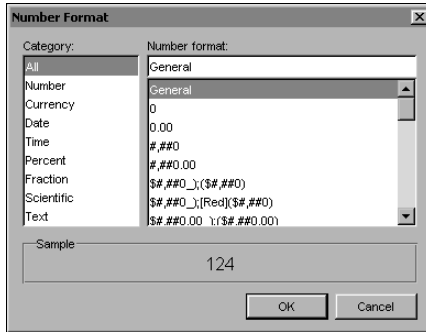 Number Format
Category:
All
Number
Currency
Date
Time
Percent
Fraction
Scientific
Text
Number format:
General
General
0
0.00
#,##0
#,##0.00
$#,##0_);($#,##0)
$#,##0_);[Red]($#,##0)
$#,##0.00_);($#,##0.00)
Sample
124
OK
Cancel